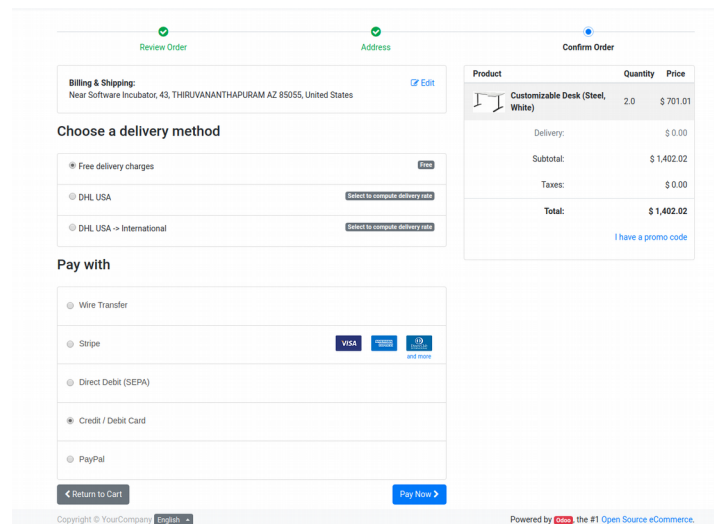 Review Order
Address
Confirm Order
Billing & Shipping:
Edit
Near Software Incubator, 43, THIRUVANANTHAPURAM AZ 85055, United States
Choose a delivery method
Free delivery charges
Free
DHL USA
Select to compute delivery rate
DHL USA -> International
Select to compute delivery rate
Pay with
Wire Transfer
Stripe
VISA
and more
Direct Debit (SEPA)
Credit / Debit Card
PayPal
Return to Cart
Pay Now
Product Quantity Price
Customizable Desk (Steel, White) 2.0 $ 701.01
Delivery: $ 0.00
Subtotal: $ 1,402.02
Taxes: $ 0.00
Total: $ 1,402.02
I have a promo code
Copyright © YourCompany English
Powered by Odoo, the #1 Open Source eCommerce.